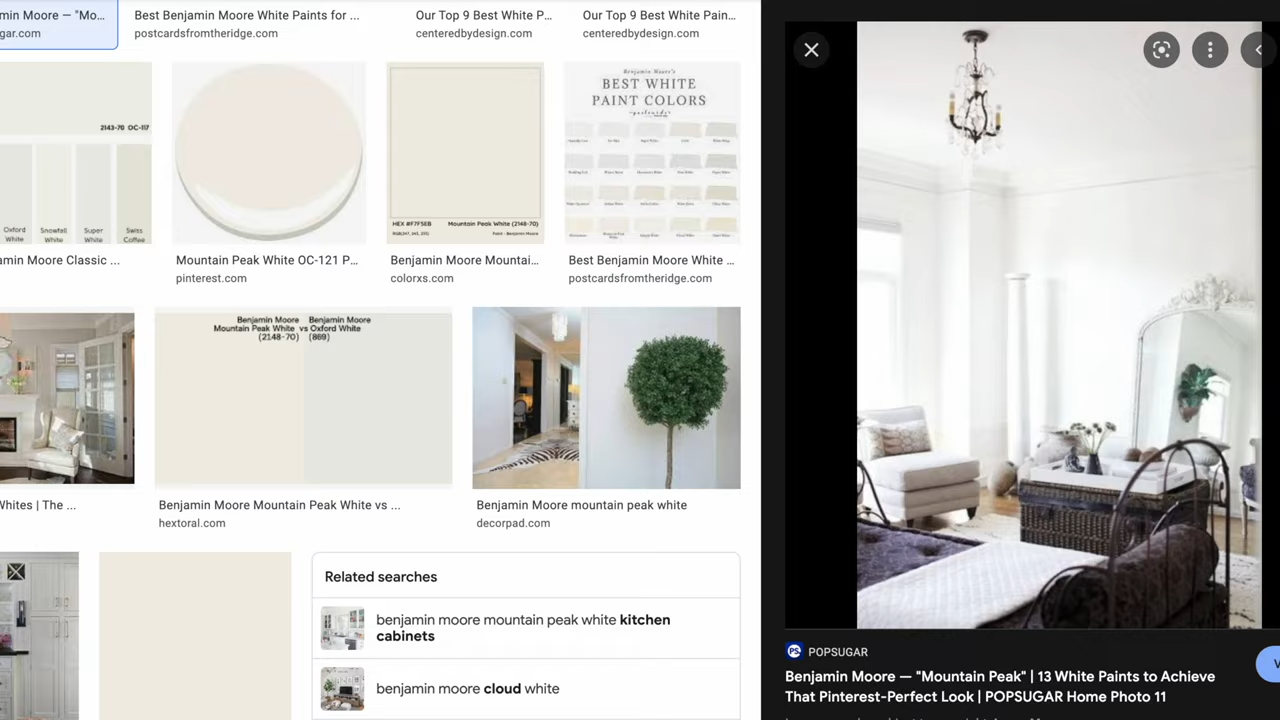 min Moore — "Mo...
gar.com
Best Benjamin Moore White Paints for ...
postcardsfromtheridge.com
Our Top 9 Best White P...
centeredbydesign.com
Our Top 9 Best White Pain...
centeredbydesign.com
2143-70 OC-117
Oxford
White
Snowfall
White
Super
White
Swiss
Coffee
HEX #F7F5EB
Mountain Peak White (2148-70)
Benjamin Moore's
BEST WHITE
PAINT COLORS
amin Moore Classic ...
Mountain Peak White OC-121 P...
pinterest.com
Benjamin Moore Mountai...
colorxs.com
Best Benjamin Moore White ...
postcardsfromtheridge.com
Benjamin Moore
Mountain Peak White vs
(2148-70)
Benjamin Moore
Oxford White
(869)
Whites | The ...
Benjamin Moore Mountain Peak White vs ...
hextoral.com
Benjamin Moore mountain peak white
decorpad.com
Related searches
benjamin moore mountain peak white kitchen
cabinets
benjamin moore cloud white
PS
POPSUGAR
Benjamin Moore — "Mountain Peak" | 13 White Paints to Achieve
That Pinterest-Perfect Look | POPSUGAR Home Photo 11